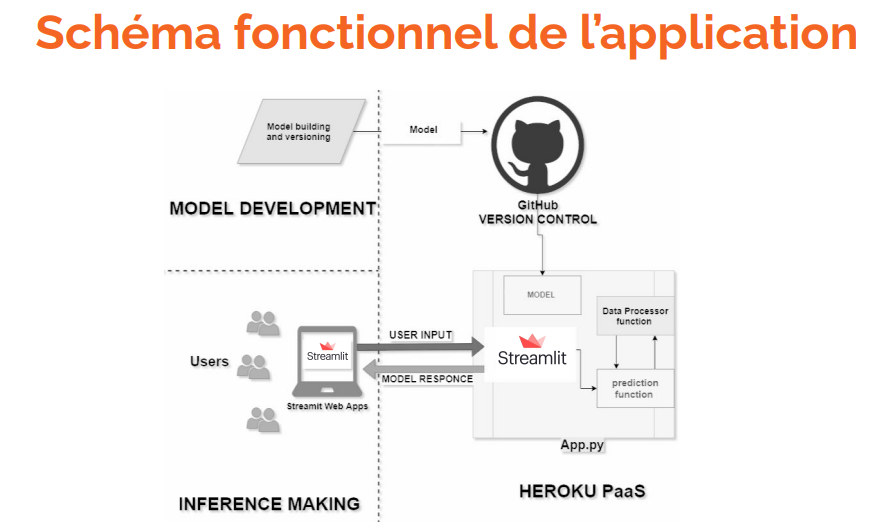 Schéma fonctionnel de l’application
Model building
and versioning
Model
MODEL DEVELOPMENT
GitHub
VERSION CONTROL
MODEL
Data Processor
function
USER INPUT
Streamlit
Streamlit
Users
MODEL RESPONCE
prediction
function
Streamit Web Apps
App.py
HEROKU PaaS
INFERENCE MAKING